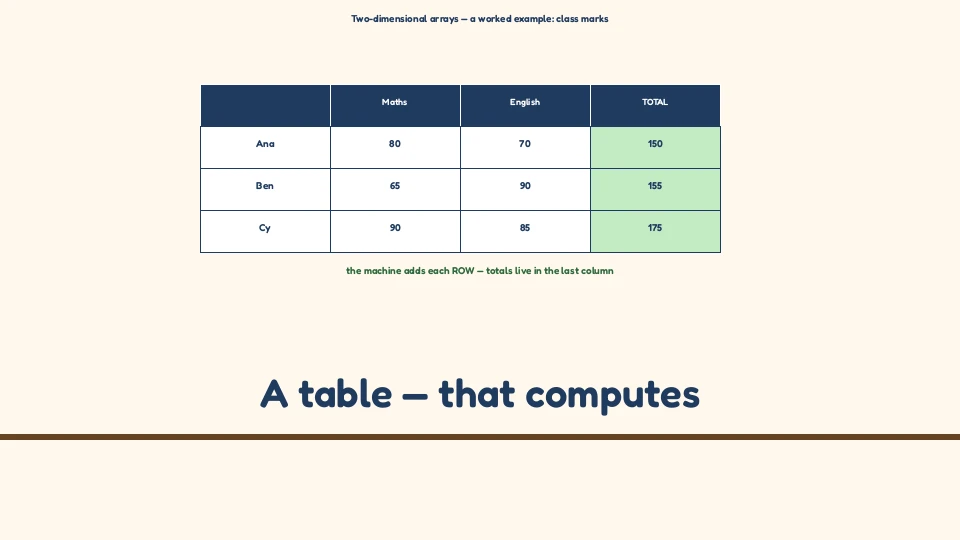 Two-dimensional arrays — a worked example: class marks
Maths English TOTAL
Ana 80 70 150
Ben 65 90 155
Cy 90 85 175
the machine adds each ROW — totals live in the last column
A table — that computes